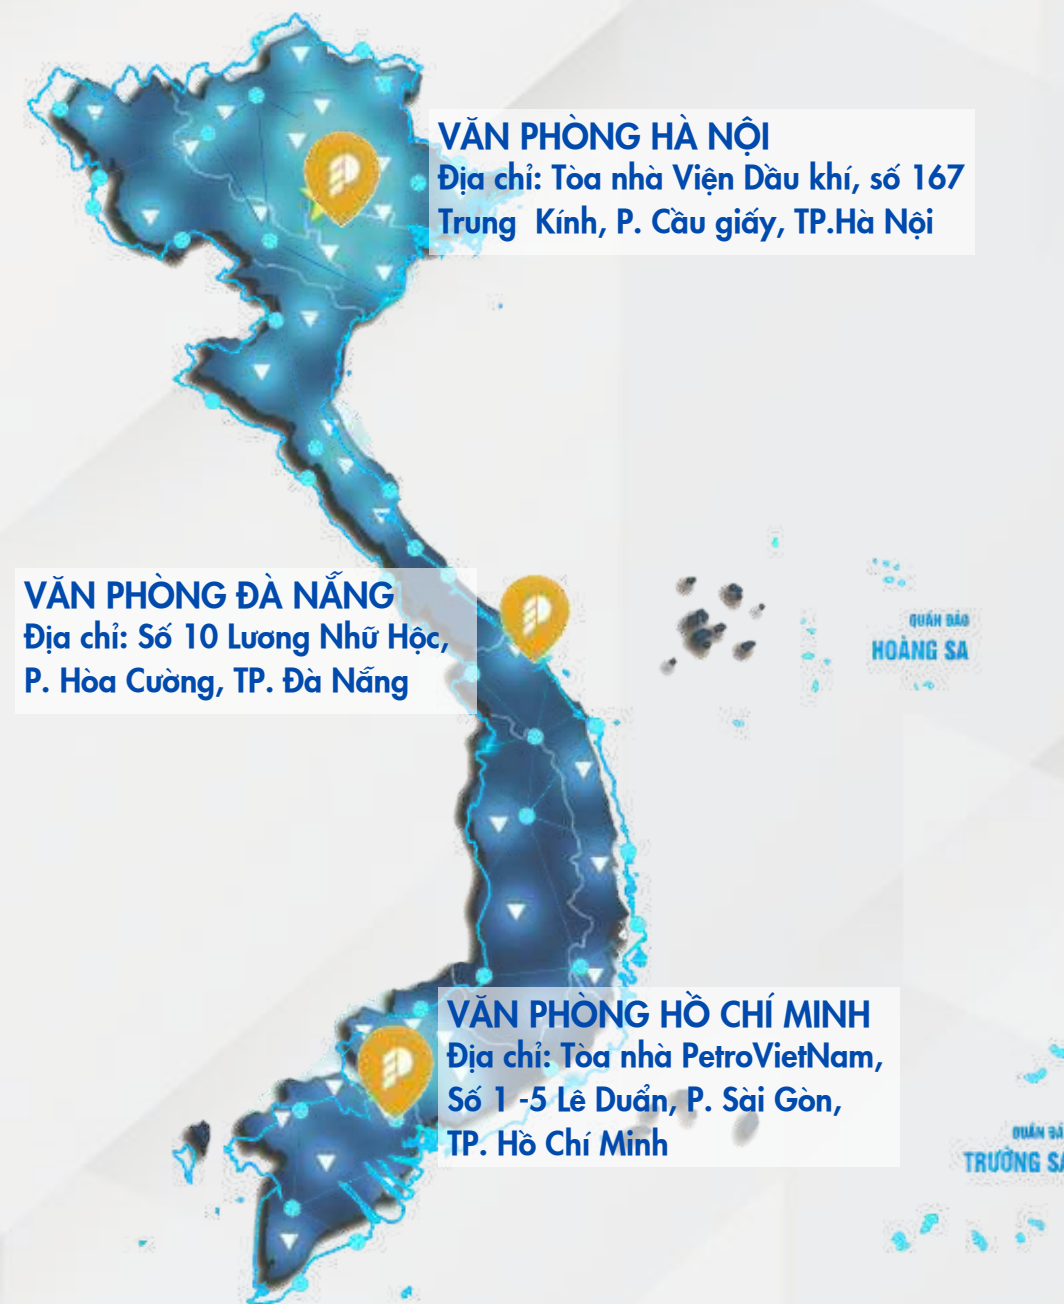 VĂN PHÒNG HÀ NỘI
Địa chỉ: Tòa nhà Viện Dầu khí, số 167
Trung Kính, P. Cầu giấy, TP.Hà Nội
VĂN PHÒNG ĐÀ NẴNG
Địa chỉ: Số 10 Lương Nhữ Hộc,
P. Hòa Cường, TP. Đà Nẵng
QUẦN ĐẢO
HOÀNG SA
VĂN PHÒNG HỒ CHÍ MINH
Địa chỉ: Tòa nhà PetroVietNam,
Số 1 -5 Lê Duẩn, P. Sài Gòn,
TP. Hồ Chí Minh
QUẦN ĐẢ
TRƯỜNG SA